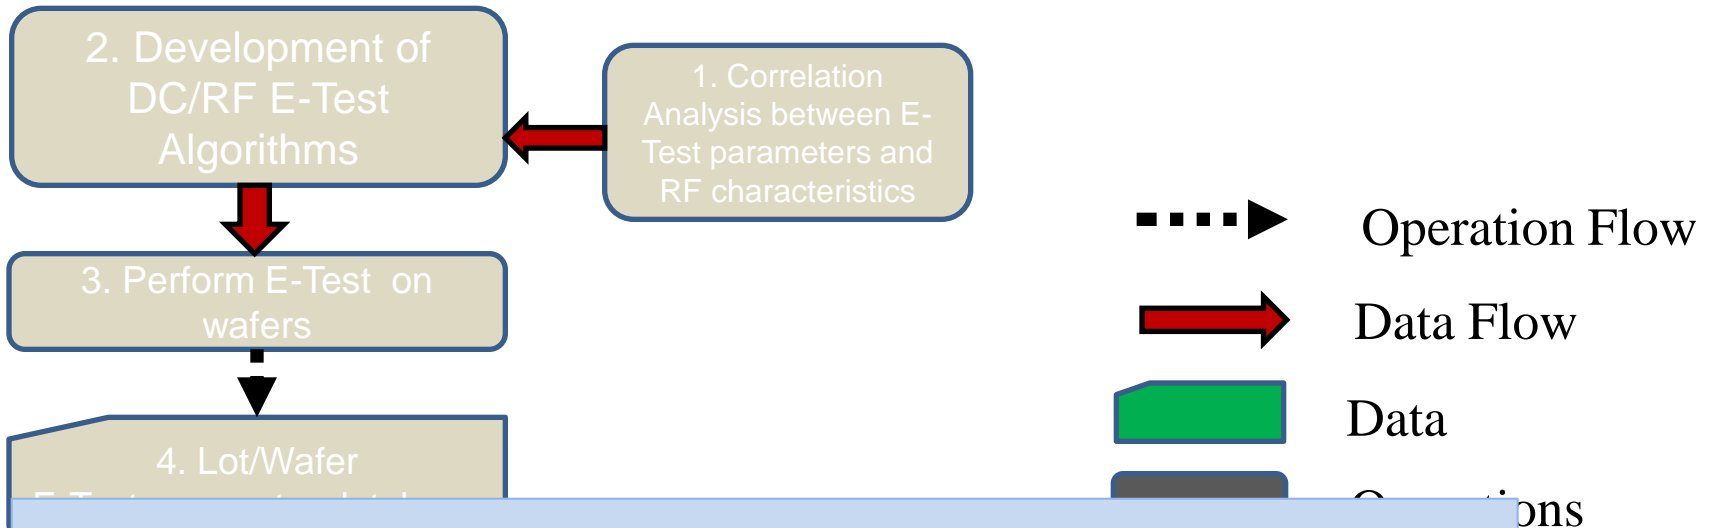 2. Development of
DC/RF E-Test
Algorithms
1. Correlation
Analysis between E-
Test parameters and
RF characteristics
3. Perform E-Test on
wafers
4. Lot/Wafer
Operation Flow
Data Flow
Data